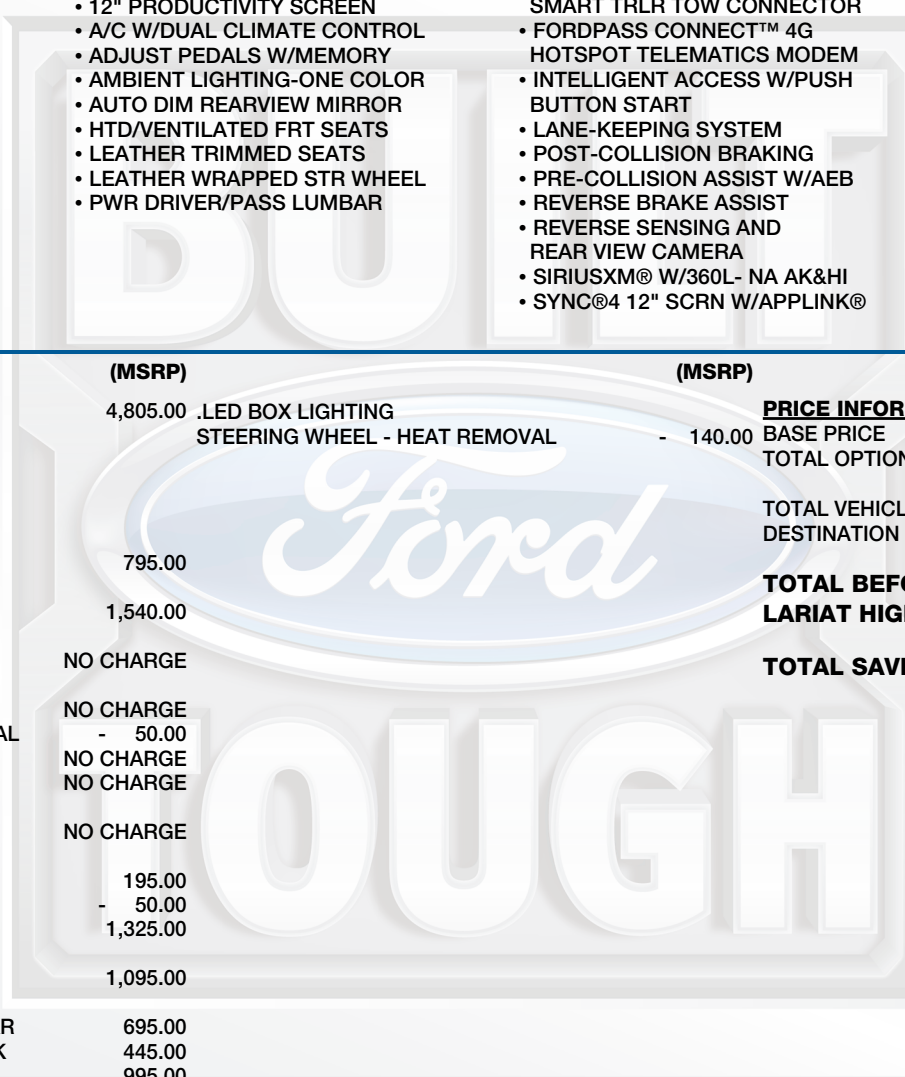 • 12" PRODUCTIVITY SCREEN
• A/C W/DUAL CLIMATE CONTROL
• ADJUST PEDALS W/MEMORY
• AMBIENT LIGHTING-ONE COLOR
• AUTO DIM REARVIEW MIRROR
• HTD/VENTILATED FRT SEATS
• LEATHER TRIMMED SEATS
• LEATHER WRAPPED STR WHEEL
• PWR DRIVER/PASS LUMBAR
SMART TRLR TOW CONNECTOR
• FORDPASS CONNECT™ 4G
HOTSPOT TELEMATICS MODEM
• INTELLIGENT ACCESS W/PUSH
BUTTON START
• LANE-KEEPING SYSTEM
• POST-COLLISION BRAKING
• PRE-COLLISION ASSIST W/AEB
• REVERSE BRAKE ASSIST
• REVERSE SENSING AND
REAR VIEW CAMERA
• SIRIUSXM® W/360L- NA AK&HI
• SYNC®4 12" SCRN W/APPLINK®
BUILT
Ford
TOUGH
(MSRP)
4,805.00
795.00
1,540.00
NO CHARGE
NO CHARGE
AL - 50.00
NO CHARGE
NO CHARGE
NO CHARGE
195.00
- 50.00
1,325.00
1,095.00
R 695.00
K 445.00
995.00
(MSRP)
.LED BOX LIGHTING
STEERING WHEEL - HEAT REMOVAL - 140.00
PRICE INFOR
BASE PRICE
TOTAL OPTION
TOTAL VEHICL
DESTINATION
TOTAL BEFO
LARIAT HIGH
TOTAL SAVI